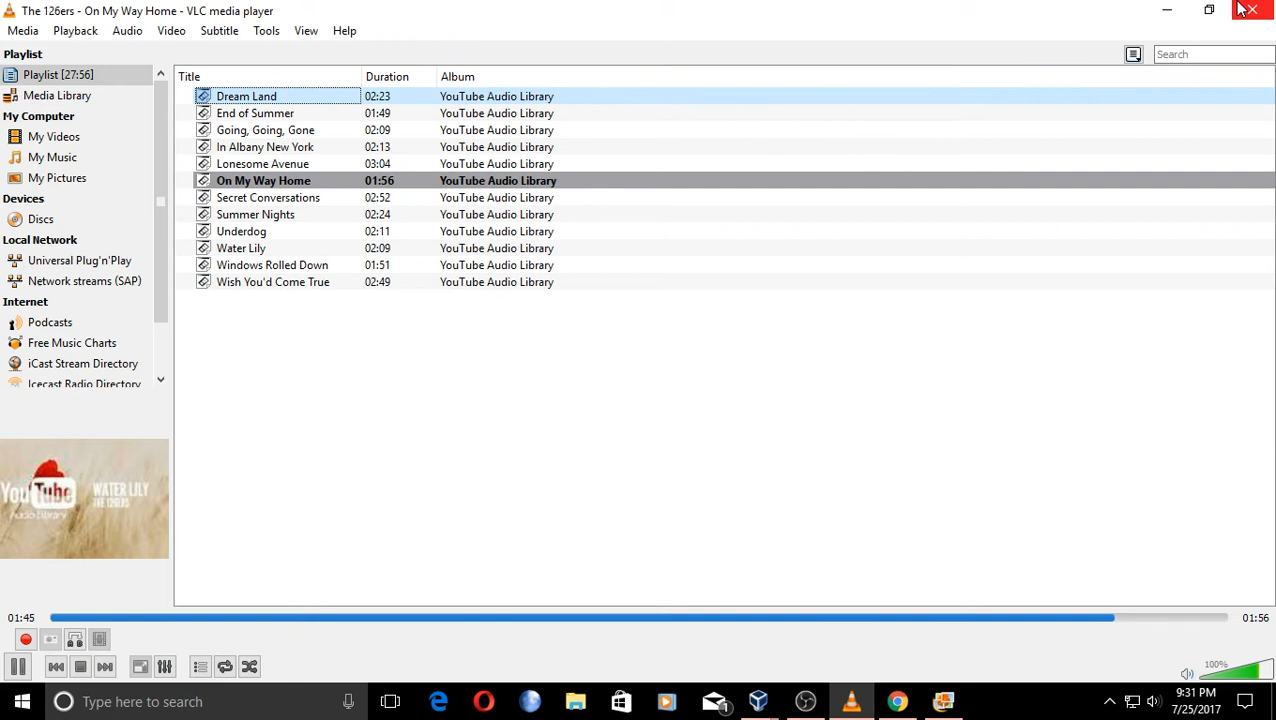 The 126ers - On My Way Home - VLC media player
Media Playback Audio Video Subtitle Tools View Help
Playlist
Search
Playlist [27:56]
Media Library
My Computer
My Videos
My Music
My Pictures
Devices
Discs
Local Network
Universal Plug'n'Play
Network streams (SAP)
Internet
Podcasts
Free Music Charts
iCast Stream Directory
Icecast Radio Directory
Title Duration Album
Dream Land 02:23 YouTube Audio Library
End of Summer 01:49 YouTube Audio Library
Going, Going, Gone 02:09 YouTube Audio Library
In Albany New York 02:13 YouTube Audio Library
Lonesome Avenue 03:04 YouTube Audio Library
On My Way Home 01:56 YouTube Audio Library
Secret Conversations 02:52 YouTube Audio Library
Summer Nights 02:24 YouTube Audio Library
Underdog 02:11 YouTube Audio Library
Water Lily 02:09 YouTube Audio Library
Windows Rolled Down 01:51 YouTube Audio Library
Wish You'd Come True 02:49 YouTube Audio Library
YouTube
Audio Library
WATER LILY
THE 126ERS
01:45 01:56
100%
Type here to search
1
9:31 PM
7/25/2017